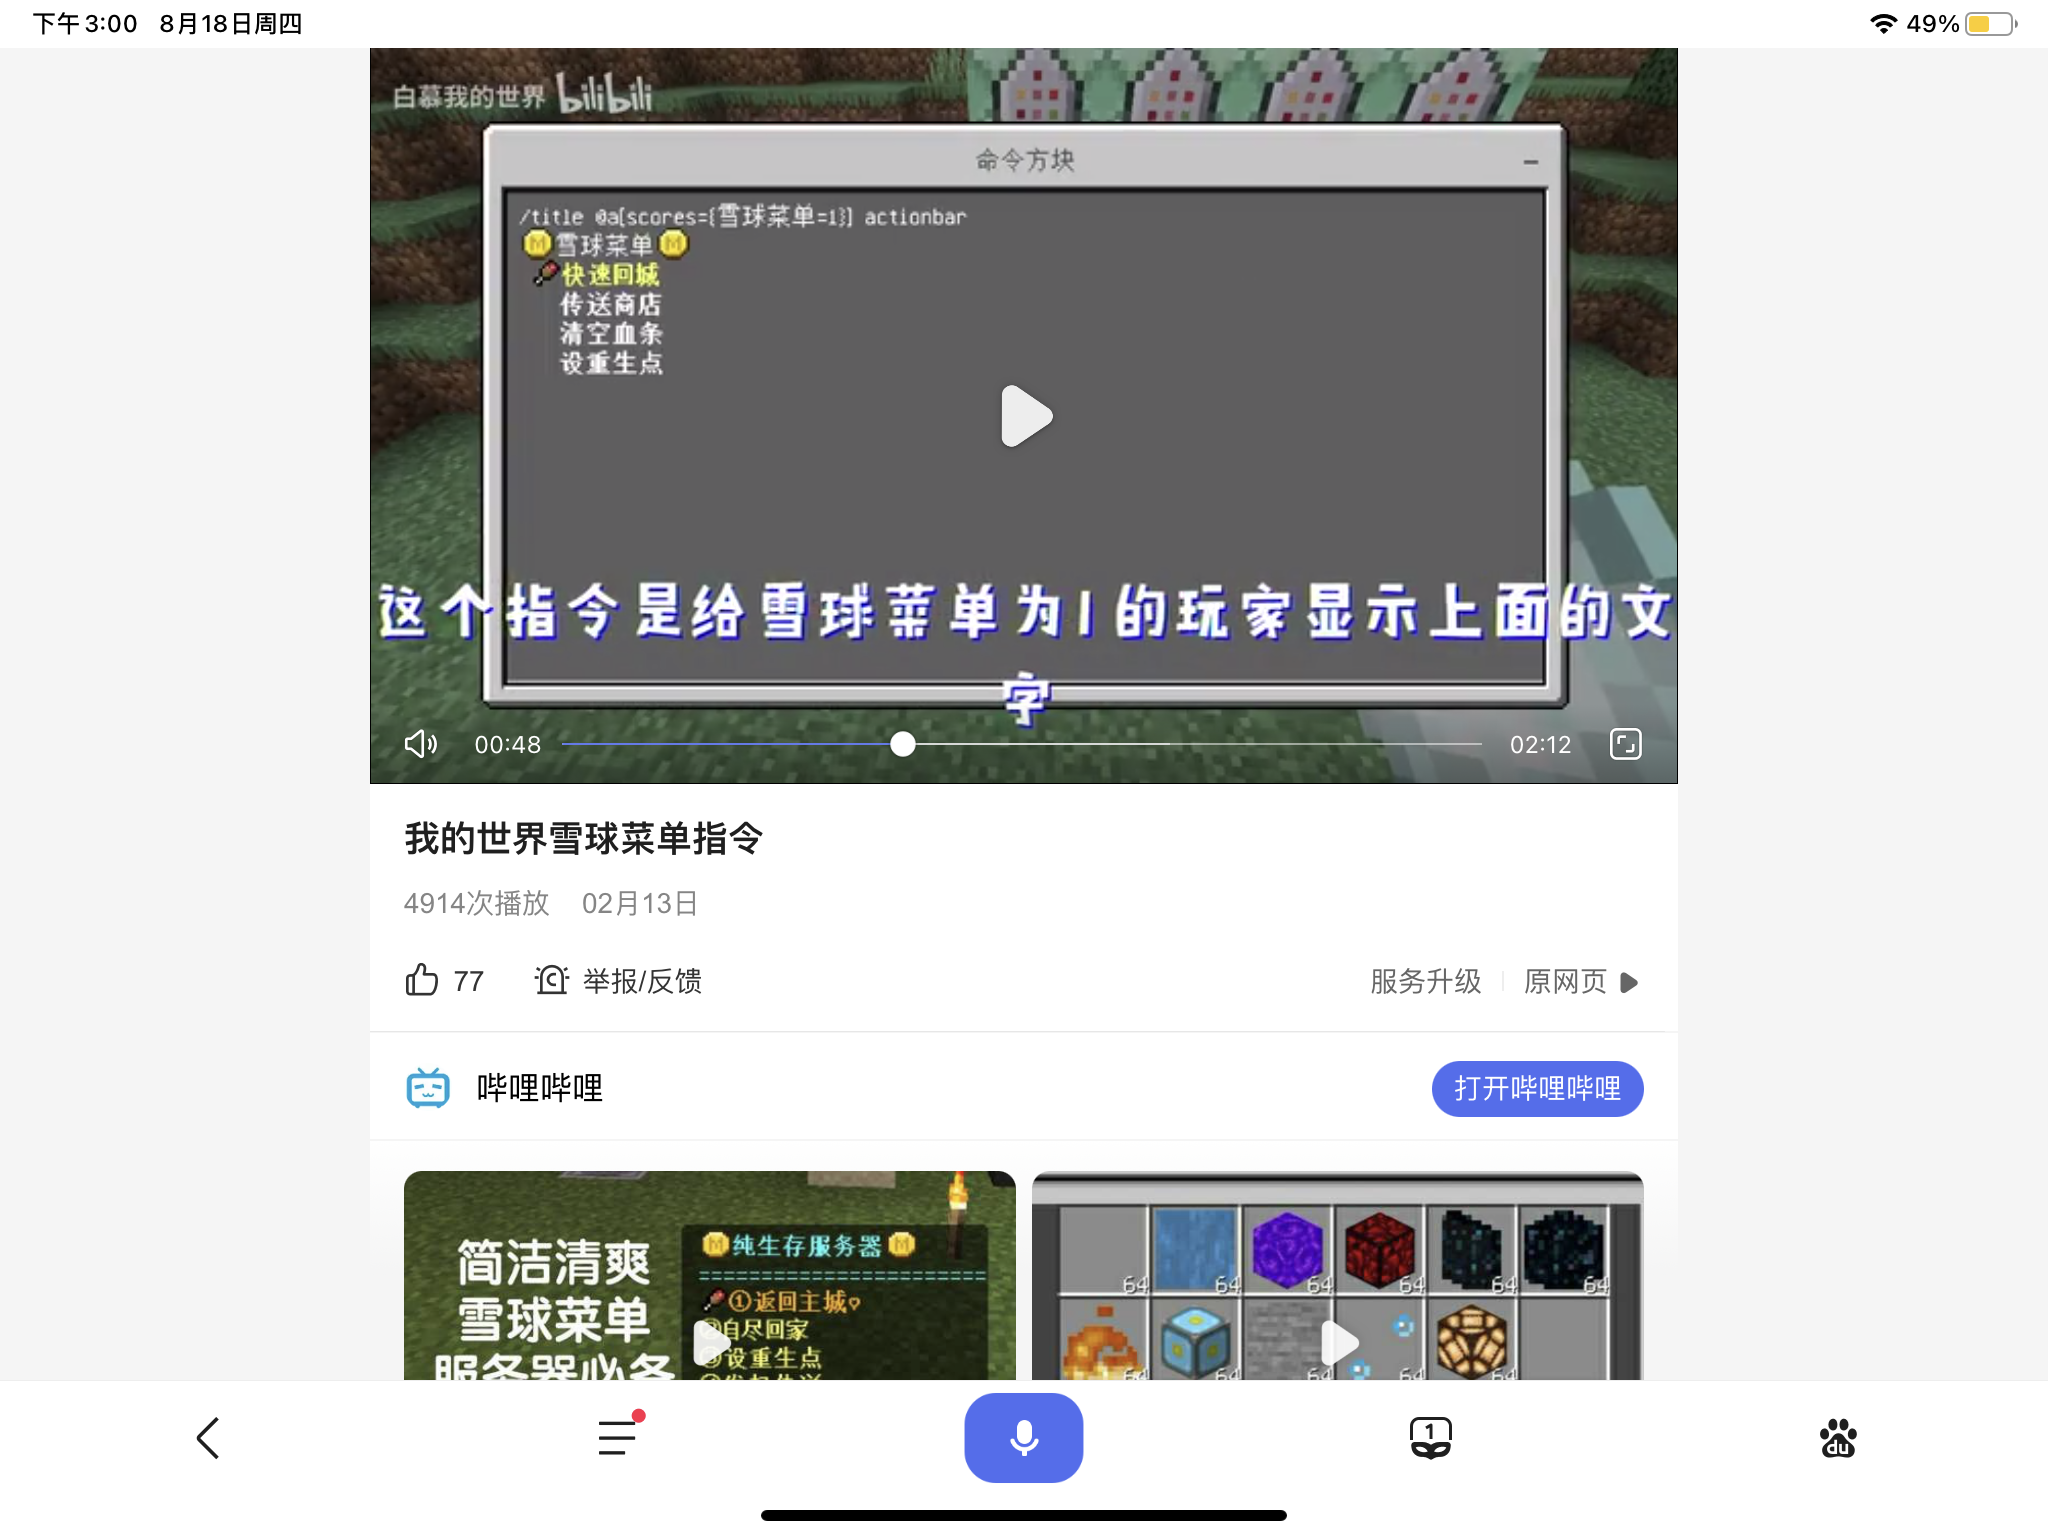 下午3:00 8月18日周四
49%
白慕我的世界 bilibili
命令方块
/title @a[scores={雪球菜单=1}] actionbar
雪球菜单
快速回城
传送商店
清空血条
设重生点
这个指令是给雪球菜单为1的玩家显示上面的文
字
00:48
02:12
我的世界雪球菜单指令
4914次播放 02月13日
77 举报/反馈
服务升级 原网页
哔哩哔哩
打开哔哩哔哩
简洁清爽
雪球菜单
服务器必备
纯生存服务器
========================
①返回主城
自尽回家
③设重生点
64 64 64 64 64 64
64 64 64 64 64
1
du